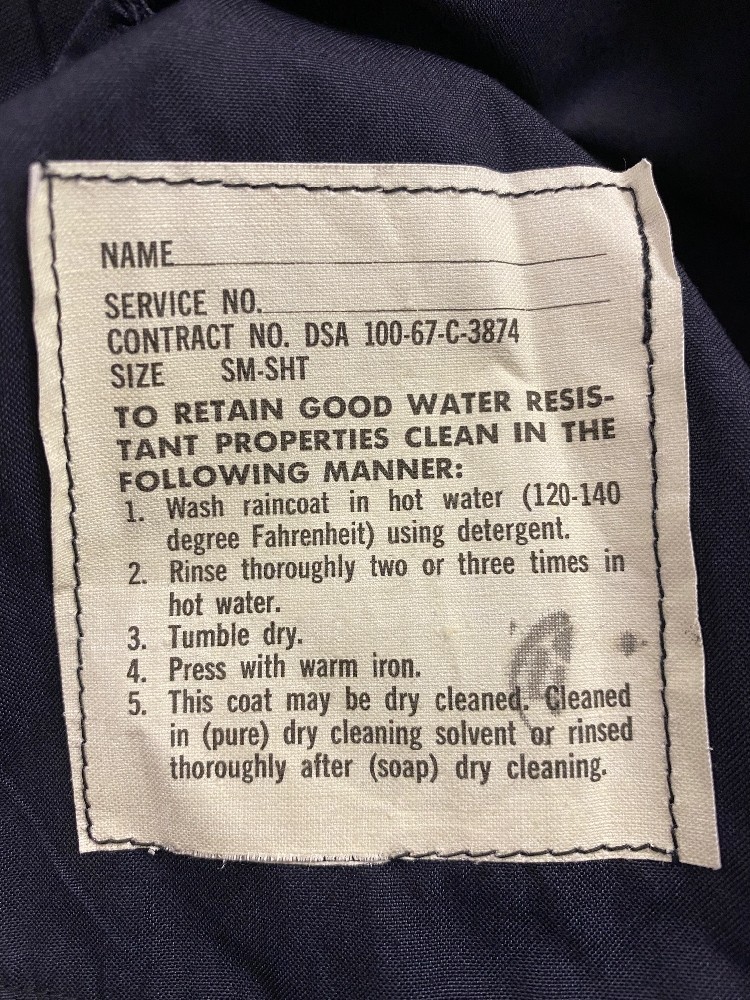 NAME
SERVICE NO.
CONTRACT NO. DSA 100-67-C-3874
SIZE SM-SHT
TO RETAIN GOOD WATER RESIS-
TANT PROPERTIES CLEAN IN THE
FOLLOWING MANNER:
1. Wash raincoat in hot water (120-140
degree Fahrenheit) using detergent.
2. Rinse thoroughly two or three times in
hot water.
3. Tumble dry.
4. Press with warm iron.
5. This coat may be dry cleaned. Cleaned
in (pure) dry cleaning solvent or rinsed
thoroughly after (soap) dry cleaning.